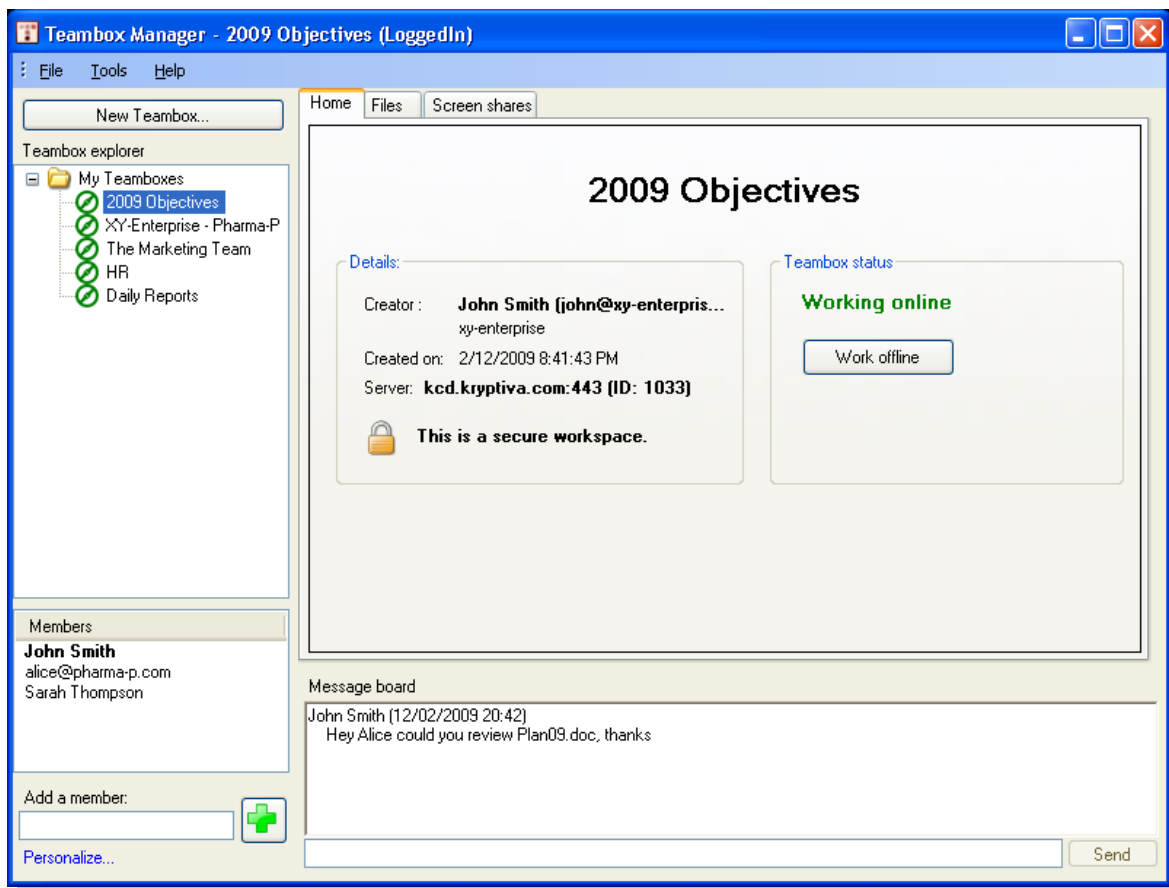 Teambox Manager - 2009 Objectives (LoggedIn)
File Tools Help
New Teambox...
Teambox explorer
My Teamboxes
2009 Objectives
XY-Enterprise - Pharma-P
The Marketing Team
HR
Daily Reports
Members
John Smith
alice@pharma-p.com
Sarah Thompson
Add a member:
Personalize...
Home Files Screen shares
2009 Objectives
Details:
Creator : John Smith (john@xy-enterpris...
xy-enterprise
Created on: 2/12/2009 8:41:43 PM
Server: kcd.kryptiva.com:443 (ID: 1033)
This is a secure workspace.
Teambox status
Working online
Work offline
Message board
John Smith (12/02/2009 20:42)
Hey Alice could you review Plan09.doc, thanks
Send